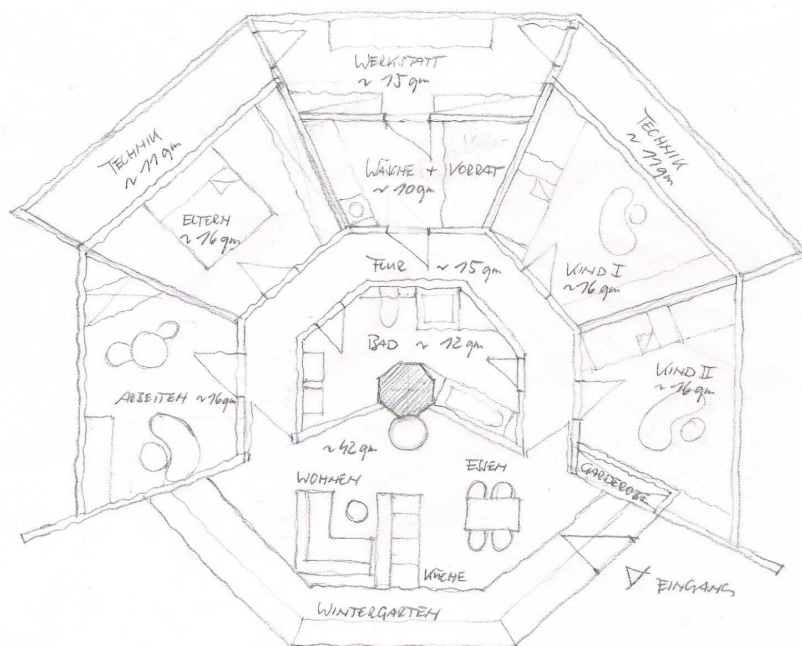 WERKSTATT
~ 15 qm
TECHNIK
~ 11 qm
TECHNIK
~ 11 qm
WÄSCHE + VORRAT
~ 10 qm
ELTERN
~ 16 qm
KIND I
~ 16 qm
FLUR ~ 15 qm
BAD ~ 12 qm
ARBEITEN ~ 16 qm
KIND II
~ 16 qm
~ 42 qm
WOHNEN
ESSEN
GARDEROBE
KÜCHE
EINGANG
WINTERGARTEN